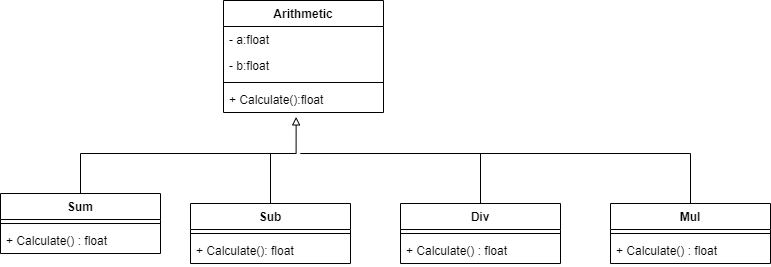 Arithmetic
- a:float
- b:float
+ Calculate():float
Sum
+ Calculate() : float
Sub
+ Calculate(): float
Div
+ Calculate() : float
Mul
+ Calculate() : float